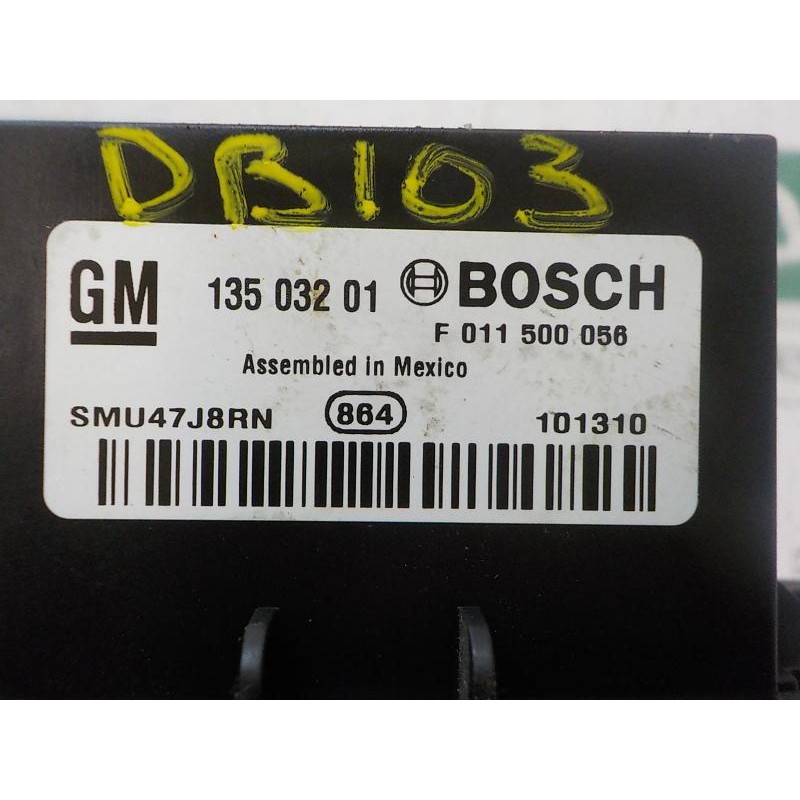 DB103
GM 135 032 01 BOSCH
F 011 500 056
Assembled in Mexico
SMU47J8RN 864 101310